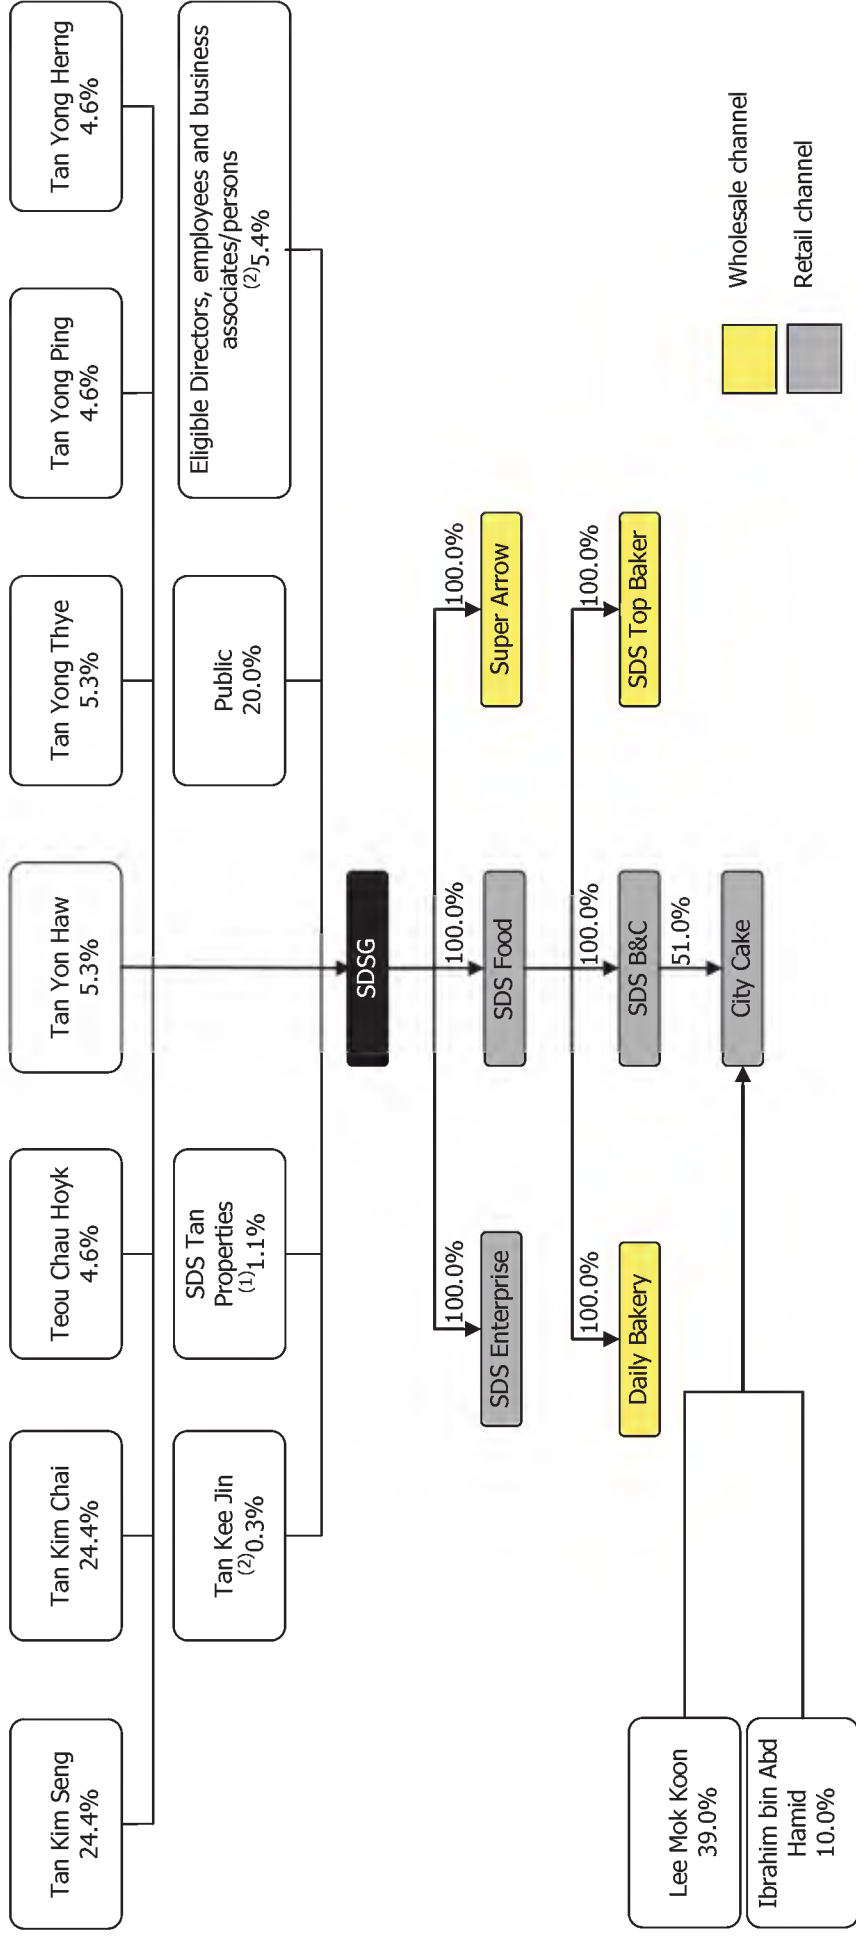 Tan Kim Seng
24.4%
Tan Kim Chai
24.4%
Teou Chau Hoyk
4.6%
Tan Yon Haw
5.3%
Tan Yong Thye
5.3%
Tan Yong Ping
4.6%
Tan Yong Herng
4.6%
Tan Kee Jin
(2)0.3%
SDS Tan
Properties
(1)1.1%
Public
20.0%
Eligible Directors, employees and business
associates/persons
(2)5.4%
SDSG
100.0%
100.0%
100.0%
SDS Enterprise
SDS Food
Super Arrow
100.0%
100.0%
100.0%
Daily Bakery
SDS B&C
SDS Top Baker
51.0%
Lee Mok Koon
39.0%
City Cake
Ibrahim bin Abd
Hamid
10.0%
Wholesale channel
Retail channel